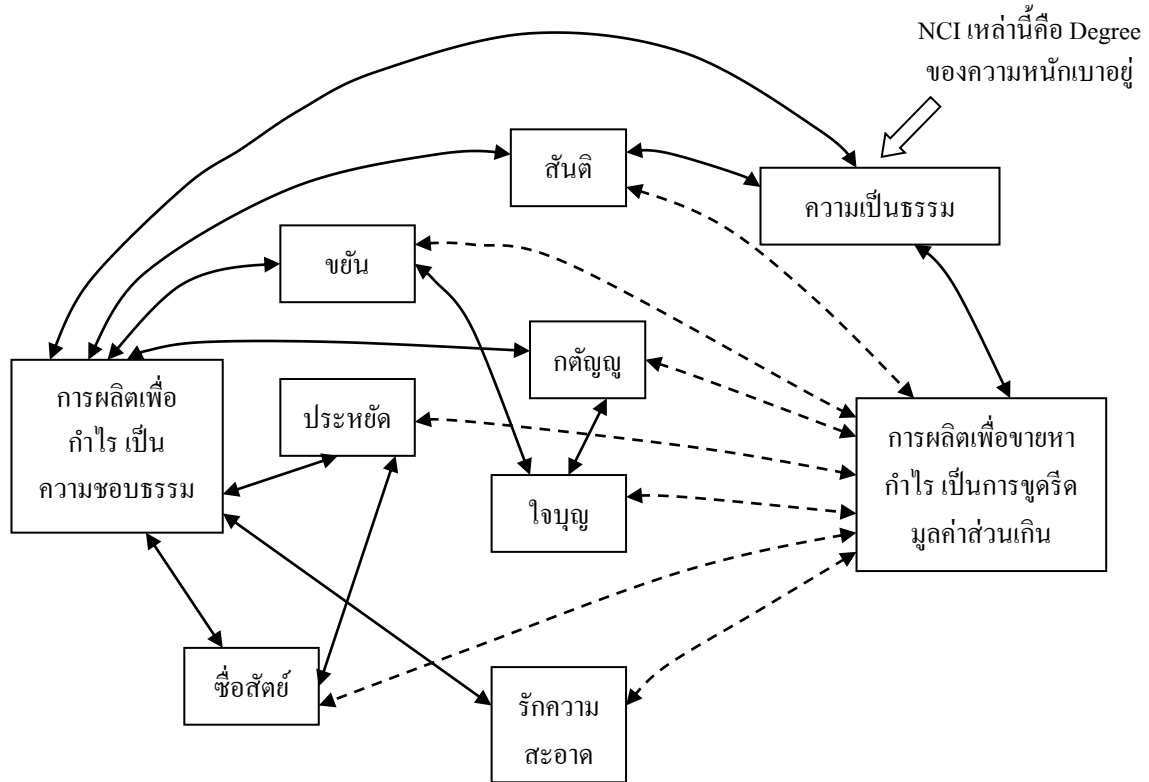 NCI เหล่านี้คือ Degree
ของความหนักเบาอยู่
สันติ
ความเป็นธรรม
ขยัน
กตัญญู
การผลิตเพื่อ
กำไร เป็น
ความชอบธรรม
ประหยัด
การผลิตเพื่อขายหา
กำไร เป็นการขูดรีด
มูลค่าส่วนเกิน
ใจบุญ
ซื่อสัตย์
รักความ
สะอาด